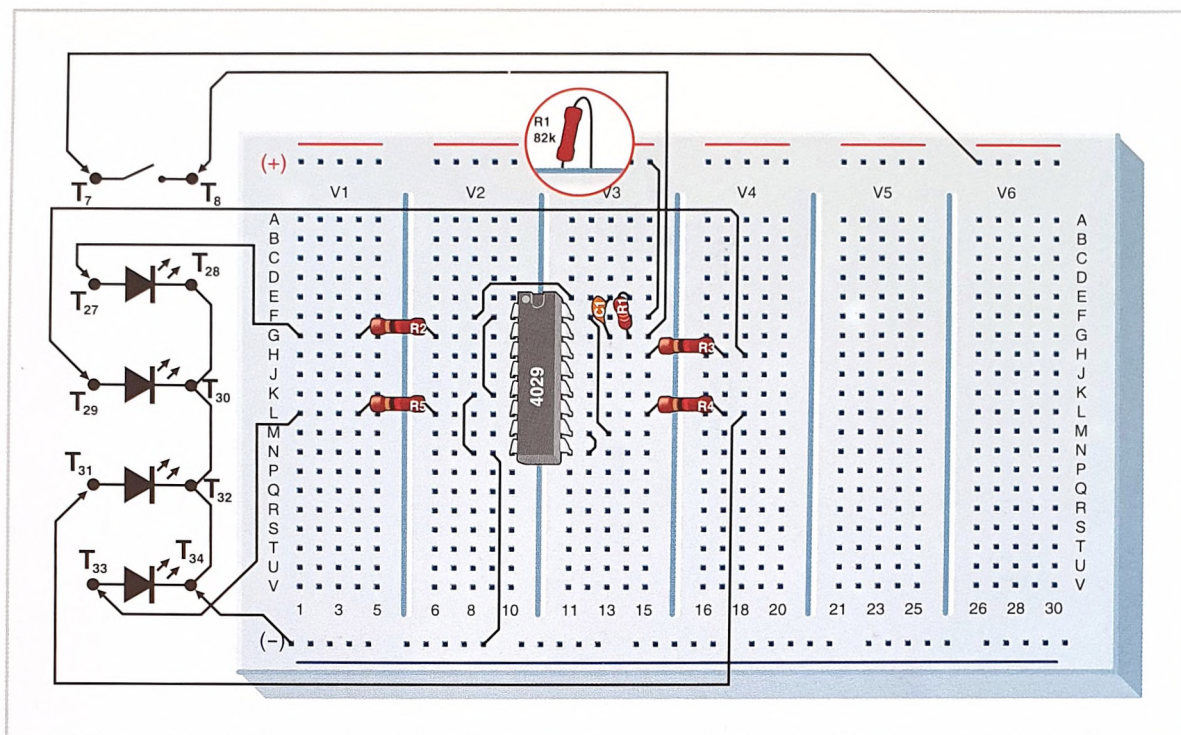 R1
82k
(+)
T7 T8
V1 V2 V3 V4 V5 V6
A A
B B
C C
T28
D D
T27
E E
C1 R1
F F
R2
G G
R3
H H
J J
T29 T30
4029
K K
R5 R4
L L
M M
N N
T31
P P
T32
Q Q
R R
S S
T33 T34
T T
U U
V V
1 3 5 6 8 10 11 13 15 16 18 20 21 23 25 26 28 30
(−)